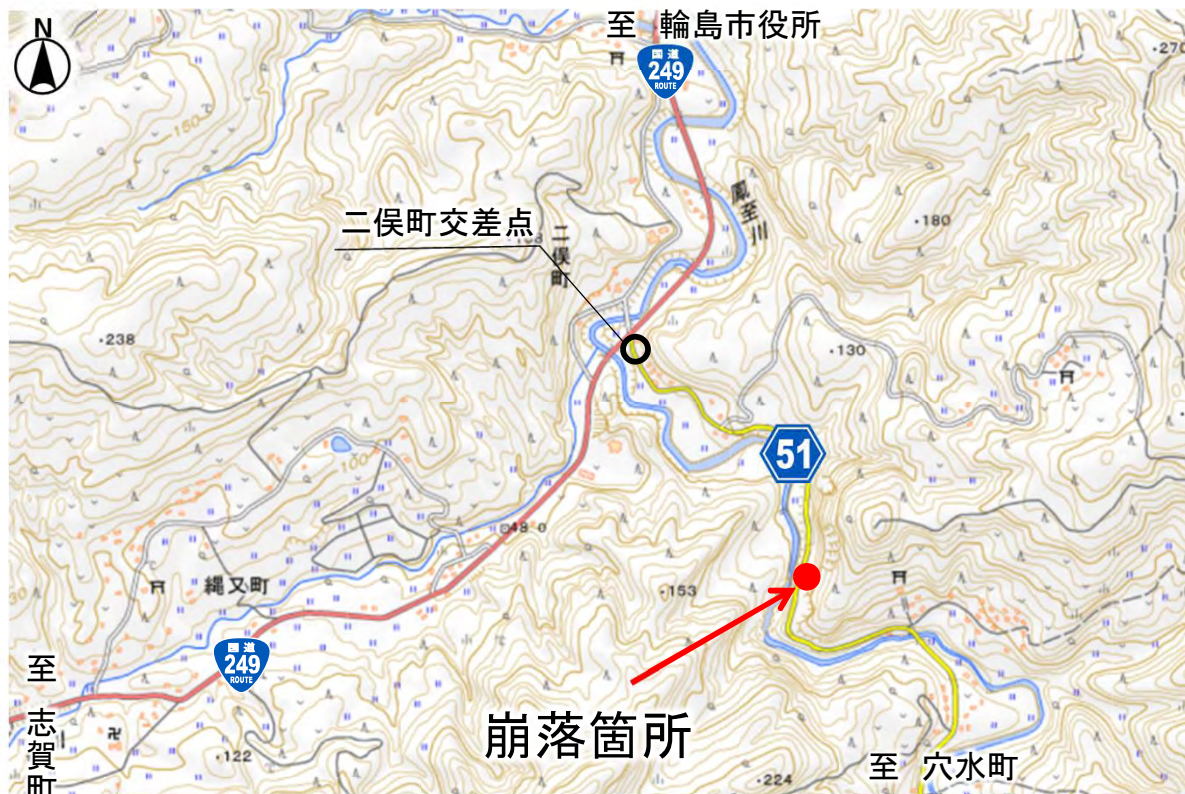 N
至 輪島市役所
国道
249
ROUTE
・270
150
鳳至川
二俣町交差点
・180
二俣町
・238
・130
51
100
48
・153
縄又町
国道
249
ROUTE
至 志賀町
・122
崩落箇所
至 穴水町
・224